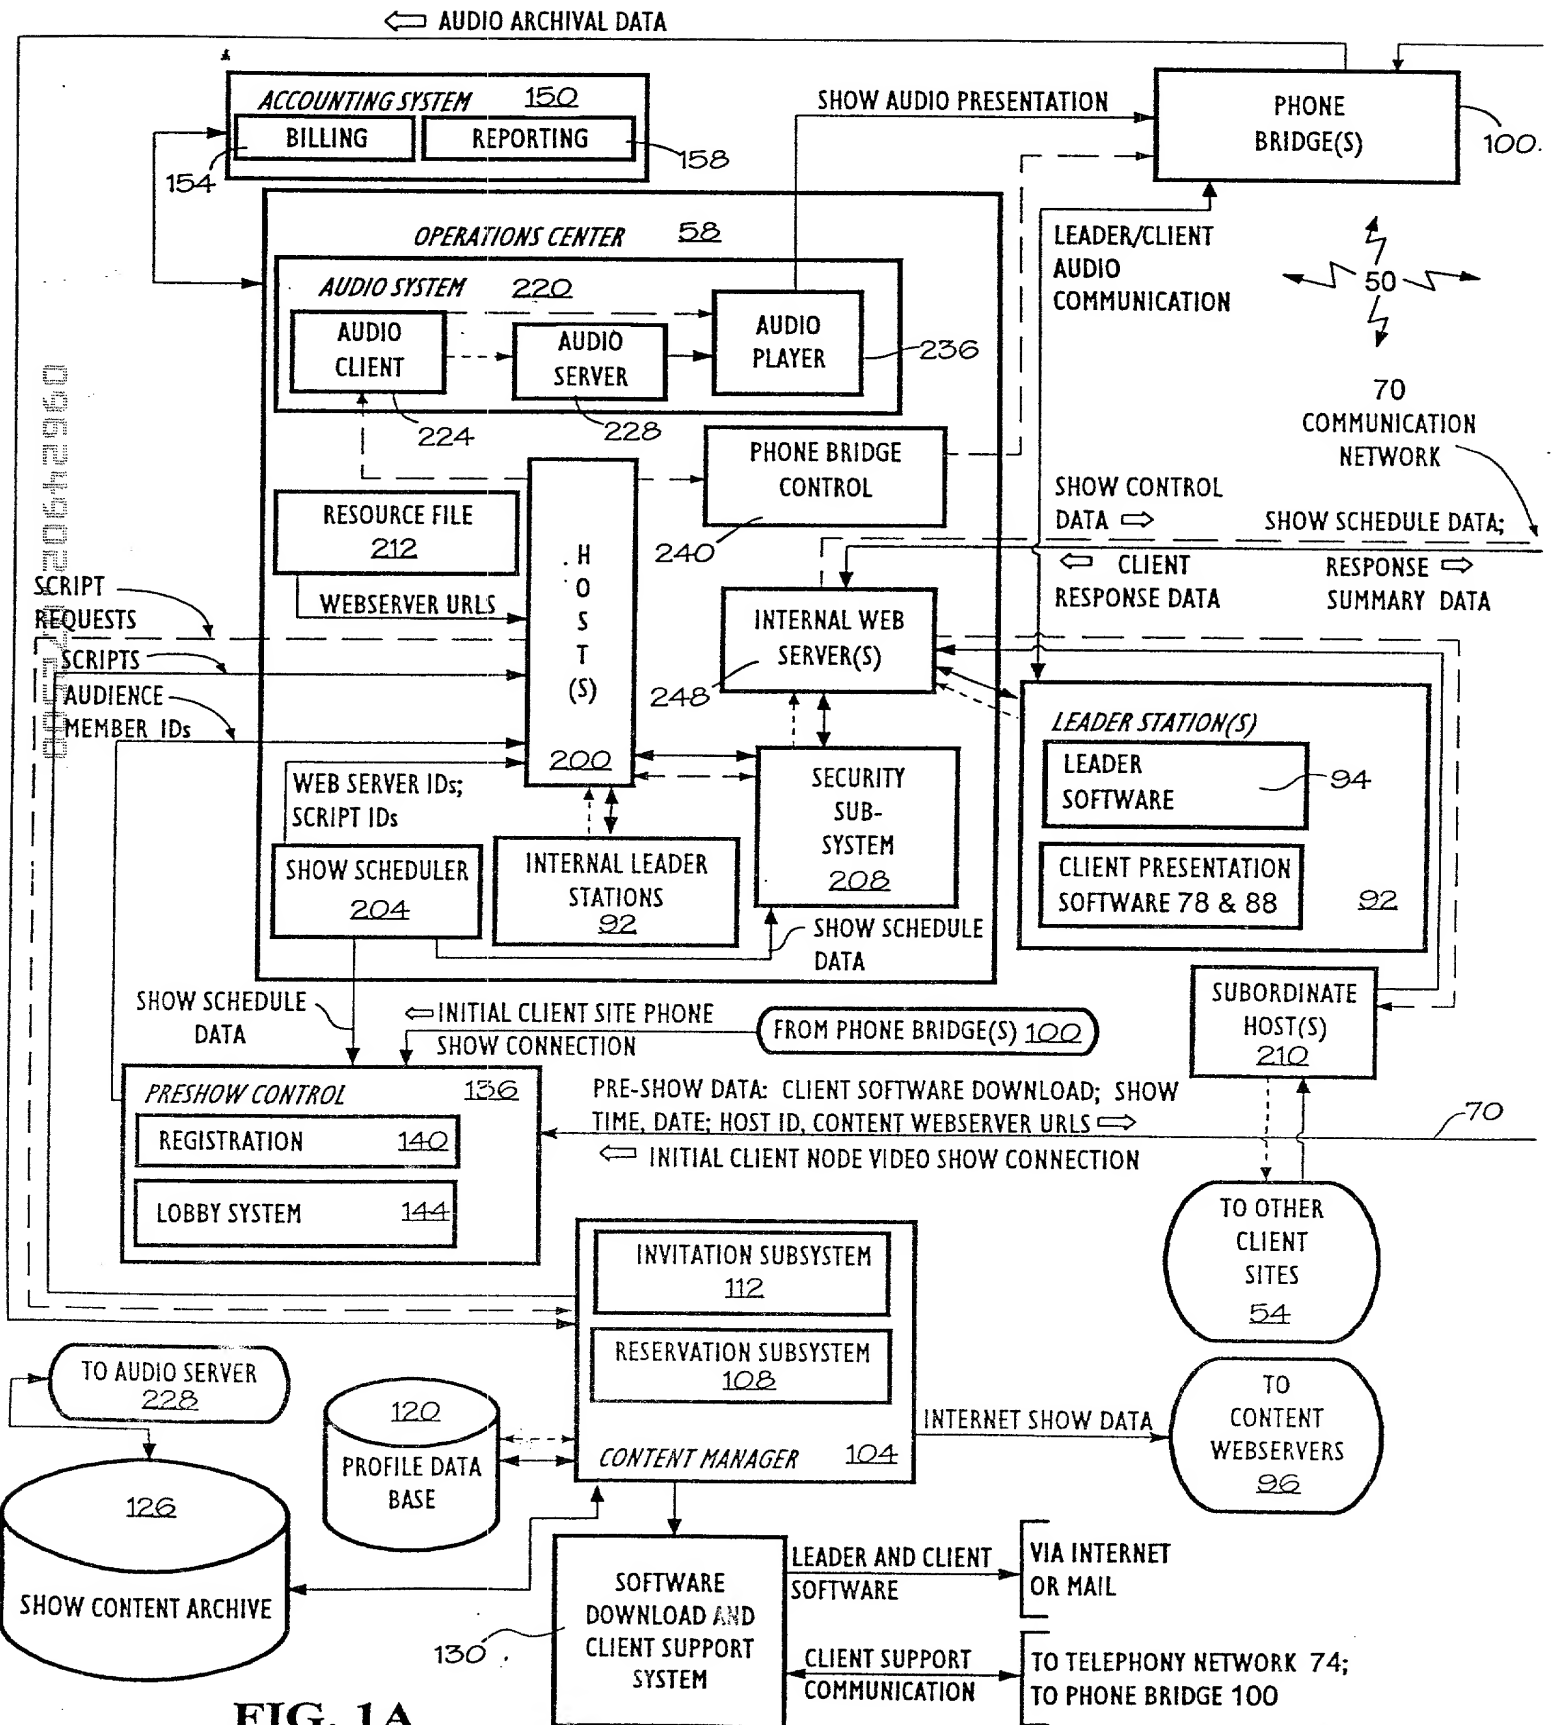 AUDIO ARCHIVAL DATA
ACCOUNTING SYSTEM 150
BILLING
REPORTING
154
158
SHOW AUDIO PRESENTATION
PHONE
BRIDGE(S)
100.
OPERATIONS CENTER 58
AUDIO SYSTEM 220
AUDIO
CLIENT
AUDIO
SERVER
AUDIO
PLAYER
236
224
228
LEADER/CLIENT
AUDIO
COMMUNICATION
50
70
COMMUNICATION
NETWORK
PHONE BRIDGE
CONTROL
240
SHOW CONTROL
DATA
SHOW SCHEDULE DATA;
CLIENT
RESPONSE DATA
RESPONSE
SUMMARY DATA
RESOURCE FILE
212
WEBSERVER URLS
HOST(S)
200
SCRIPT
REQUESTS
SCRIPTS
AUDIENCE
MEMBER IDs
INTERNAL WEB
SERVER(S)
248
WEB SERVER IDs;
SCRIPT IDs
SHOW SCHEDULER
204
INTERNAL LEADER
STATIONS
92
SECURITY
SUB-
SYSTEM
208
SHOW SCHEDULE
DATA
LEADER STATION(S)
LEADER
SOFTWARE
94
CLIENT PRESENTATION
SOFTWARE 78 & 88
92
SUBORDINATE
HOST(S)
210
SHOW SCHEDULE
DATA
INITIAL CLIENT SITE PHONE
SHOW CONNECTION
FROM PHONE BRIDGE(S) 100
PRESHOW CONTROL 136
REGISTRATION 140
LOBBY SYSTEM 144
PRE-SHOW DATA: CLIENT SOFTWARE DOWNLOAD; SHOW
TIME, DATE; HOST ID, CONTENT WEBSERVER URLS
70
INITIAL CLIENT NODE VIDEO SHOW CONNECTION
TO OTHER
CLIENT
SITES
54
INVITATION SUBSYSTEM
112
RESERVATION SUBSYSTEM
108
CONTENT MANAGER 104
TO AUDIO SERVER
228
120
PROFILE DATA
BASE
INTERNET SHOW DATA
TO
CONTENT
WEBSERVERS
96
126
SHOW CONTENT ARCHIVE
SOFTWARE
DOWNLOAD AND
CLIENT SUPPORT
SYSTEM
130
LEADER AND CLIENT
SOFTWARE
VIA INTERNET
OR MAIL
CLIENT SUPPORT
COMMUNICATION
TO TELEPHONY NETWORK 74;
TO PHONE BRIDGE 100
FIG. 1A